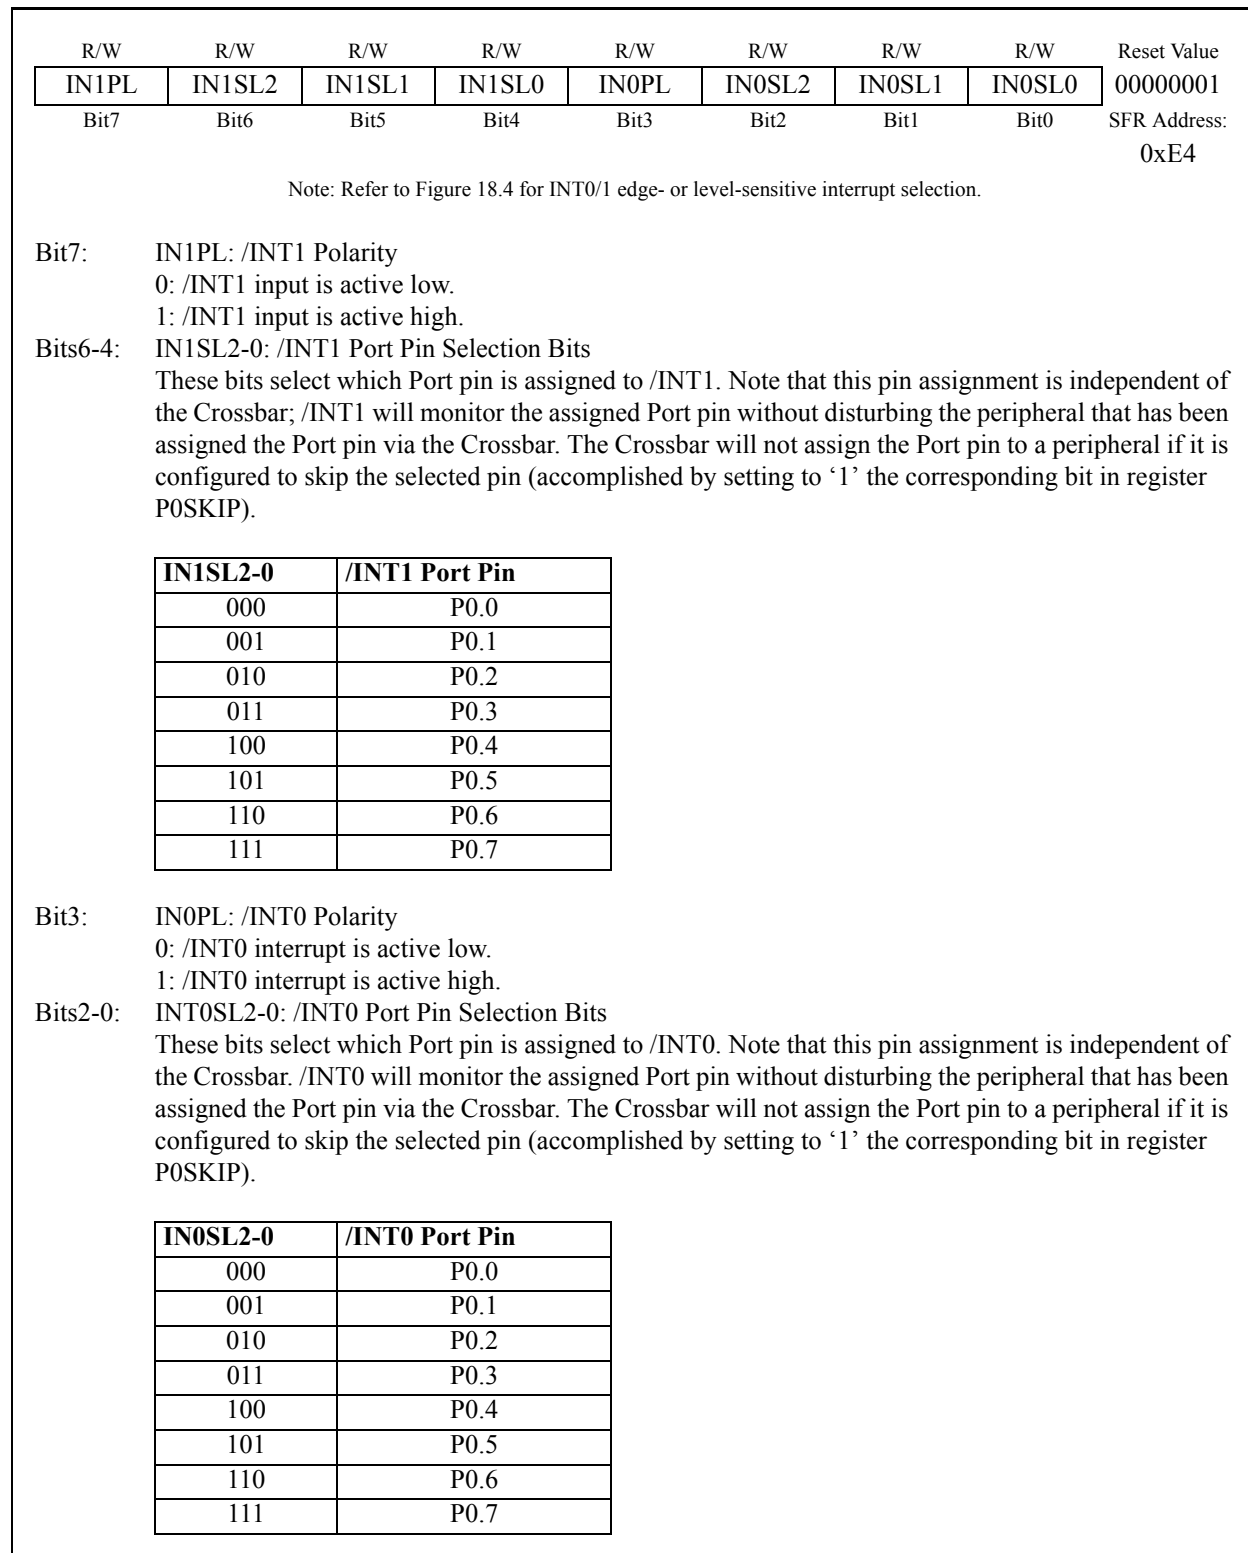 R/W R/W R/W R/W R/W R/W R/W R/W Reset Value
IN1PL IN1SL2 IN1SL1 IN1SL0 IN0PL IN0SL2 IN0SL1 IN0SL0 00000001
Bit7 Bit6 Bit5 Bit4 Bit3 Bit2 Bit1 Bit0 SFR Address:
0xE4
Note: Refer to Figure 18.4 for INT0/1 edge- or level-sensitive interrupt selection.
Bit7: IN1PL: /INT1 Polarity
0: /INT1 input is active low.
1: /INT1 input is active high.
Bits6-4: IN1SL2-0: /INT1 Port Pin Selection Bits
These bits select which Port pin is assigned to /INT1. Note that this pin assignment is independent of
the Crossbar; /INT1 will monitor the assigned Port pin without disturbing the peripheral that has been
assigned the Port pin via the Crossbar. The Crossbar will not assign the Port pin to a peripheral if it is
configured to skip the selected pin (accomplished by setting to ‘1’ the corresponding bit in register
P0SKIP).
IN1SL2-0 /INT1 Port Pin
000 P0.0
001 P0.1
010 P0.2
011 P0.3
100 P0.4
101 P0.5
110 P0.6
111 P0.7
Bit3: IN0PL: /INT0 Polarity
0: /INT0 interrupt is active low.
1: /INT0 interrupt is active high.
Bits2-0: INT0SL2-0: /INT0 Port Pin Selection Bits
These bits select which Port pin is assigned to /INT0. Note that this pin assignment is independent of
the Crossbar. /INT0 will monitor the assigned Port pin without disturbing the peripheral that has been
assigned the Port pin via the Crossbar. The Crossbar will not assign the Port pin to a peripheral if it is
configured to skip the selected pin (accomplished by setting to ‘1’ the corresponding bit in register
P0SKIP).
IN0SL2-0 /INT0 Port Pin
000 P0.0
001 P0.1
010 P0.2
011 P0.3
100 P0.4
101 P0.5
110 P0.6
111 P0.7